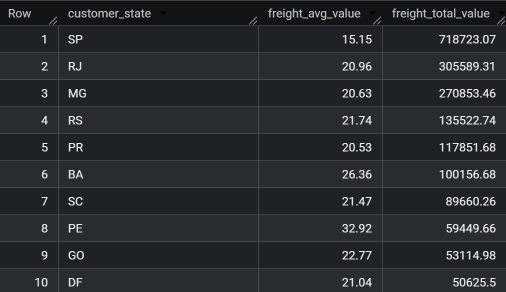 Row customer_state freight_avg_value freight_total_value
1 SP 15.15 718723.07
2 RJ 20.96 305589.31
3 MG 20.63 270853.46
4 RS 21.74 135522.74
5 PR 20.53 117851.68
6 BA 26.36 100156.68
7 SC 21.47 89660.26
8 PE 32.92 59449.66
9 GO 22.77 53114.98
10 DF 21.04 50625.5